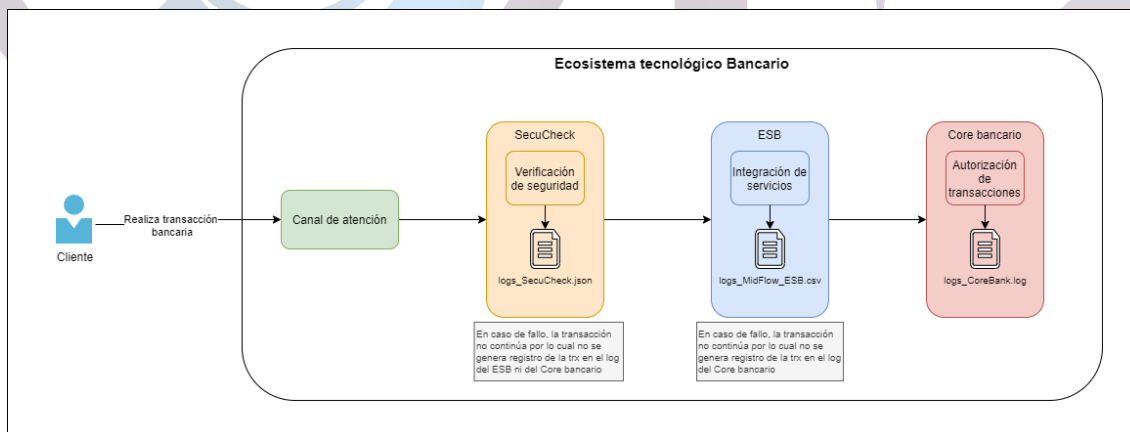 Ecosistema tecnológico Bancario
SecuCheck
ESB
Core bancario
Verificación
de seguridad
Integración de
servicios
Autorización
de
transacciones
Realiza transacción
bancaria
Canal de atención
Cliente
logs_SecuCheck.json
logs_MidFlow_ESB.csv
logs_CoreBank.log
En caso de fallo, la transacción
no continúa por lo cual no se
genera registro de la trx en el log
del ESB ni del Core bancario
En caso de fallo, la transacción
no continúa por lo cual no se
genera registro de la trx en el log
del Core bancario